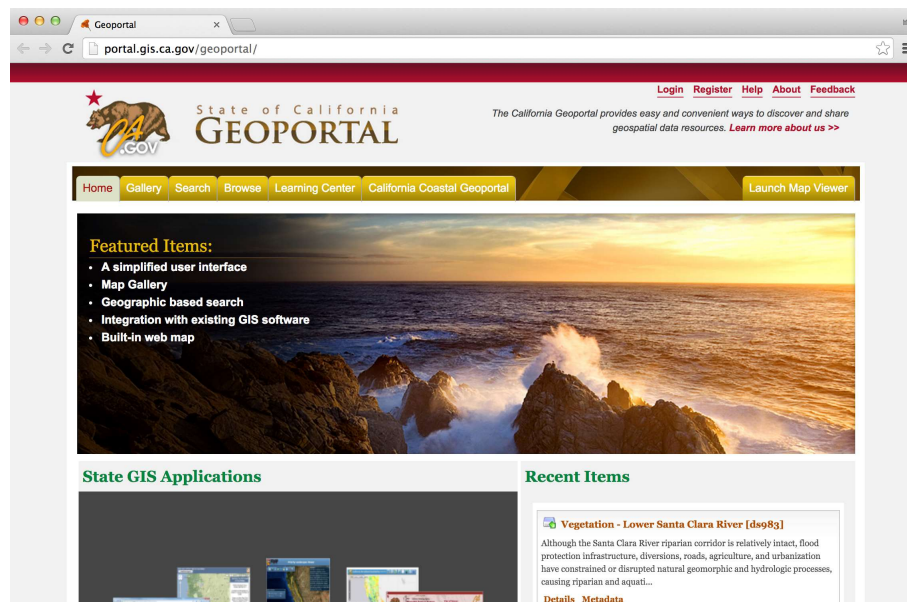 Geoportal
portal.gis.ca.gov/geoportal/
Login Register Help About Feedback
CA
.GOV
State of California
GEOPORTAL
The California Geoportal provides easy and convenient ways to discover and share
geospatial data resources. Learn more about us >>
Home Gallery Search Browse Learning Center California Coastal Geoportal Launch Map Viewer
Featured Items:
• A simplified user interface
• Map Gallery
• Geographic based search
• Integration with existing GIS software
• Built-in web map
State GIS Applications
Recent Items
Vegetation - Lower Santa Clara River [ds983]
Although the Santa Clara River riparian corridor is relatively intact, flood
protection infrastructure, diversions, roads, agriculture, and urbanization
have constrained or disrupted natural geomorphic and hydrologic processes,
causing riparian and aquati...
Details Metadata